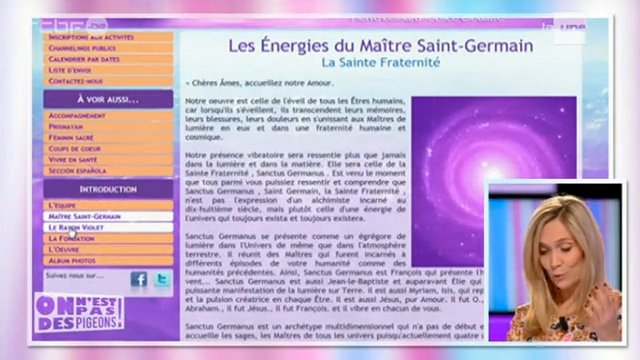 rtbf.be
la une
INSCRIPTIONS AUX ACTIVITÉS
CHANNELINGS PUBLICS
CALENDRIER PAR DATES
LISTE D'ENVOI
CONTACTEZ-NOUS
À VOIR AUSSI...
ACCOMPAGNEMENT
PRISMAYAN
FÉMININ SACRÉ
COUPS DE COEUR
VIVRE EN SANTÉ
SECCIÓN ESPAÑOLA
INTRODUCTION
L'EQUIPE
MAÎTRE SAINT-GERMAIN
LE RAYON VIOLET
LA FONDATION
L'OEUVRE
ALBUM PHOTOS
Suivez nous sur...
Les Énergies du Maître Saint-Germain
La Sainte Fraternité
« Chères Âmes, accueillez notre Amour.
Notre oeuvre est celle de l'éveil de tous les Êtres humains,
car lorsqu'ils s'éveillent, ils transcendent leurs mémoires,
leurs blessures, leurs douleurs en s'unissant aux Maîtres de
lumière en eux et dans une fraternité humaine et
cosmique.
Notre présence vibratoire sera ressentie plus que jamais
dans la lumière et dans la matière. Elle sera celle de la
Sainte Fraternité , Sanctus Germanus . Est venu le moment
que tous parmi vous puissiez ressentir et comprendre que
Sanctus Germanus , Saint Germain, la Sainte Fraternité ,
n'est pas l'expression d'un alchimiste incarné au
dix-huitième siècle, mais plutôt celle d'une énergie de
l'univers qui toujours exista et toujours existera.
Sanctus Germanus se présente comme un égrégore de
lumière dans l'Univers de même que dans l'atmosphère
terrestre. Il réunit des Maîtres qui furent incarnés à
différents épisodes de votre humanité comme des
humanités précédentes. Ainsi, Sanctus Germanus est François qui présente l'h
vent... Sanctus Germanus est aussi Jean-le-Baptiste et auparavant Élie qui
puissante manifestation de la lumière sur Terre. Il est aussi Myriam, Isis, qui rep
et la pulsion créatrice en chaque Être. Il est aussi Jésus, pur Amour. Il fut O.,
Abraham., il fut Jésus., il fut François. et il vibre en chacun de vous.
Sanctus Germanus est un archétype multidimensionnel qui n'a pas de début e
accueille les sages, les Maîtres de tous les univers puisqu'actuellement quatre
ON N'EST
PAS
DES PIGEONS!